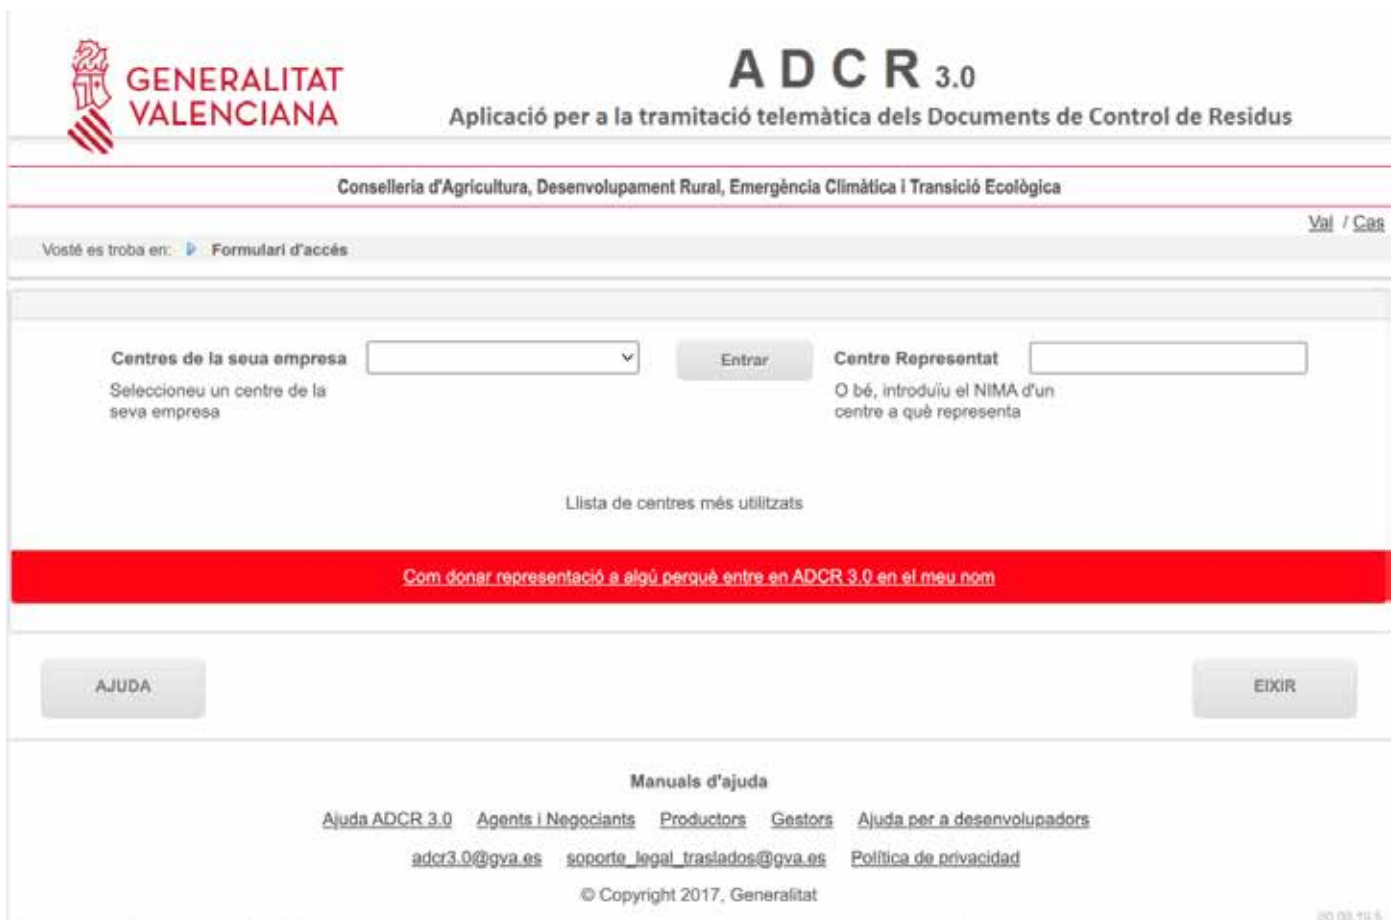 GENERALITAT
VALENCIANA
A D C R 3.0
Aplicació per a la tramitació telemàtica dels Documents de Control de Residus
Conselleria d'Agricultura, Desenvolupament Rural, Emergència Climàtica i Transició Ecològica
Val / Cas
Vosté es troba en: Formulari d'accés
Centres de la seua empresa Entrar Centre Representat
Seleccioneu un centre de la O bé, introduïu el NIMA d'un
seva empresa centre a què representa
Llista de centres més utilitzats
Com donar representació a algú perquè entre en ADCR 3.0 en el meu nom
AJUDA EIXIR
Manuals d'ajuda
Ajuda ADCR 3.0 Agents i Negociants Productors Gestors Ajuda per a desenvolupadors
adcr3.0@gva.es soporte_legal_traslados@gva.es Política de privacidad
© Copyright 2017, Generalitat